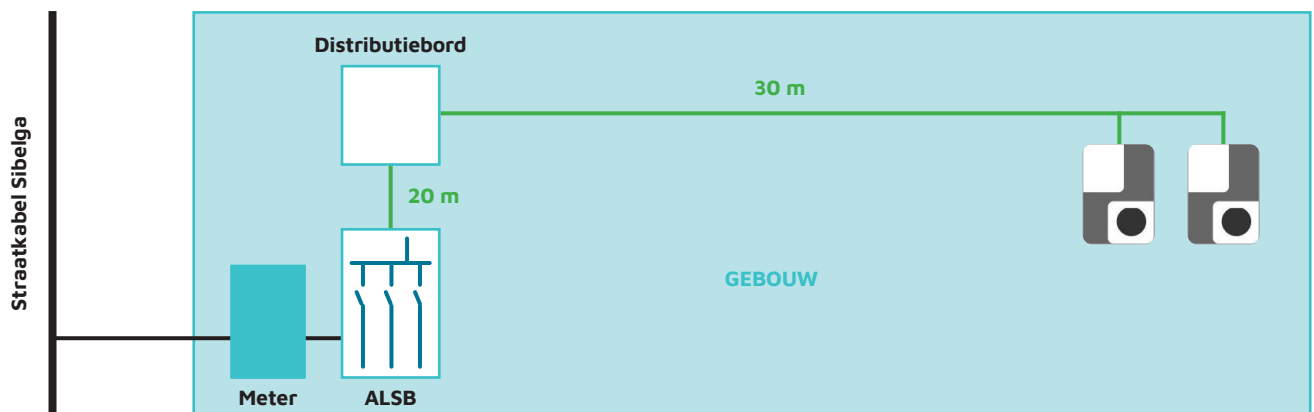 Straatkabel Sibelga
Distributiebord
30 m
20 m
GEBOUW
Meter
ALSB